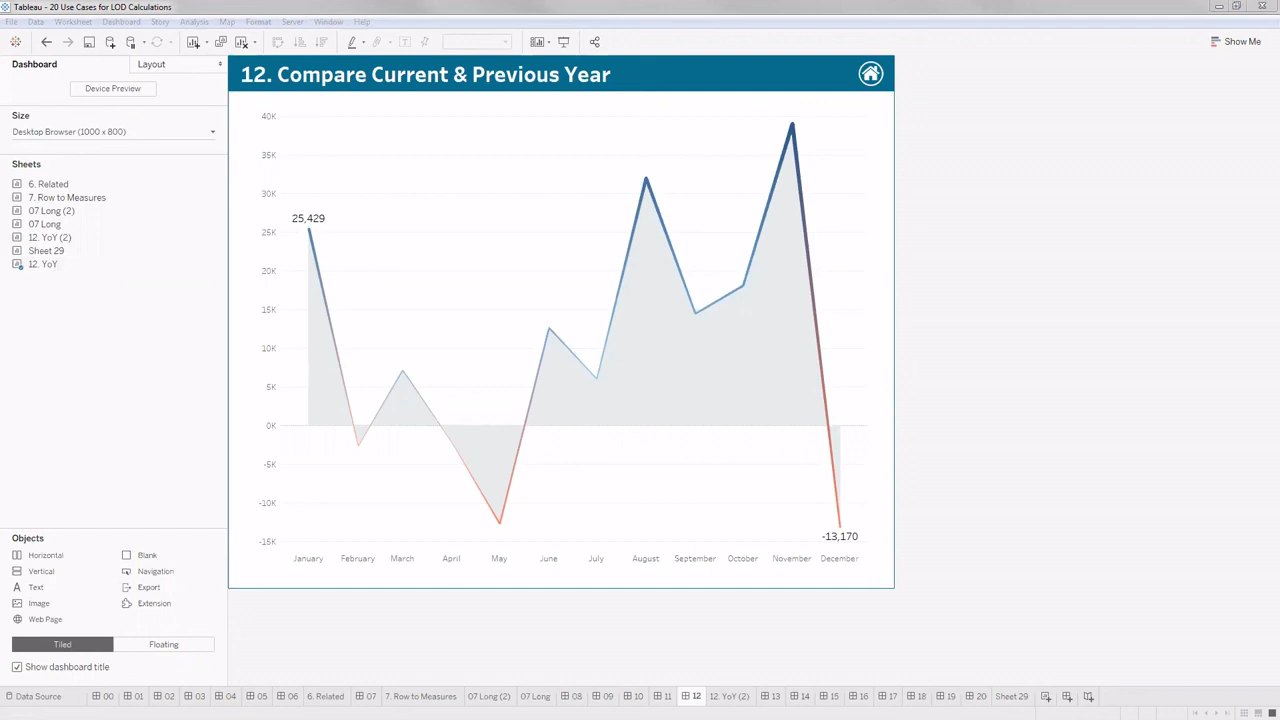 Tableau - 20 Use Cases for LOD Calculations
File Data Worksheet Dashboard Story Analysis Map Format Server Window Help
Show Me
Dashboard Layout
Device Preview
Size
Desktop Browser (1000 x 800)
Sheets
6. Related
7. Row to Measures
07 Long (2)
07 Long
12. YoY (2)
Sheet 29
12. YoY
12. Compare Current & Previous Year
40K
35K
30K
25K
20K
15K
10K
5K
0K
-5K
-10K
-15K
25,429
-13,170
January February March April May June July August September October November December
Objects
Horizontal Blank
Vertical Navigation
Text Export
Image Extension
Web Page
Tiled Floating
Show dashboard title
Data Source 00 01 02 03 04 05 06 6. Related 07 7. Row to Measures 07 Long (2) 07 Long 08 09 10 11 12 12. YoY (2) 13 14 15 16 17 18 19 20 Sheet 29